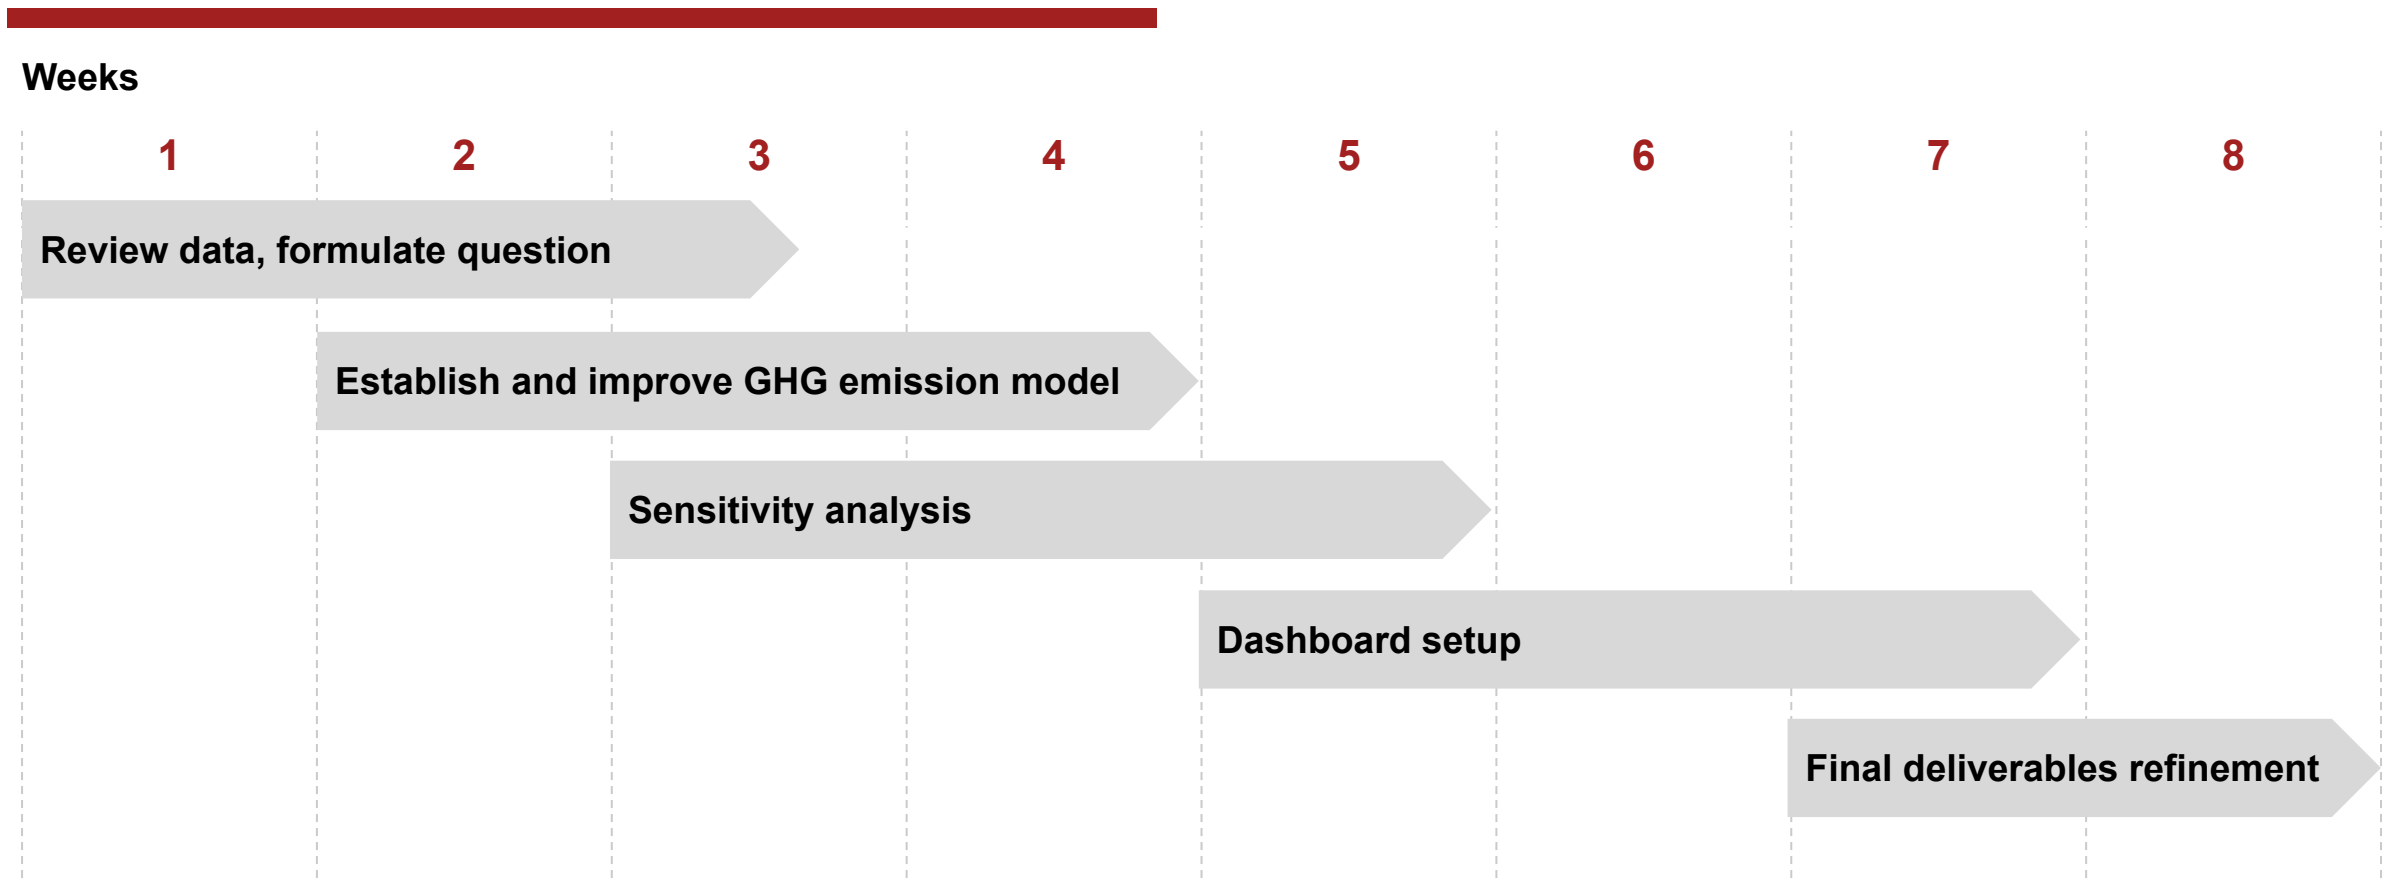 Weeks
1 2 3 4 5 6 7 8
Review data, formulate question
Establish and improve GHG emission model
Sensitivity analysis
Dashboard setup
Final deliverables refinement